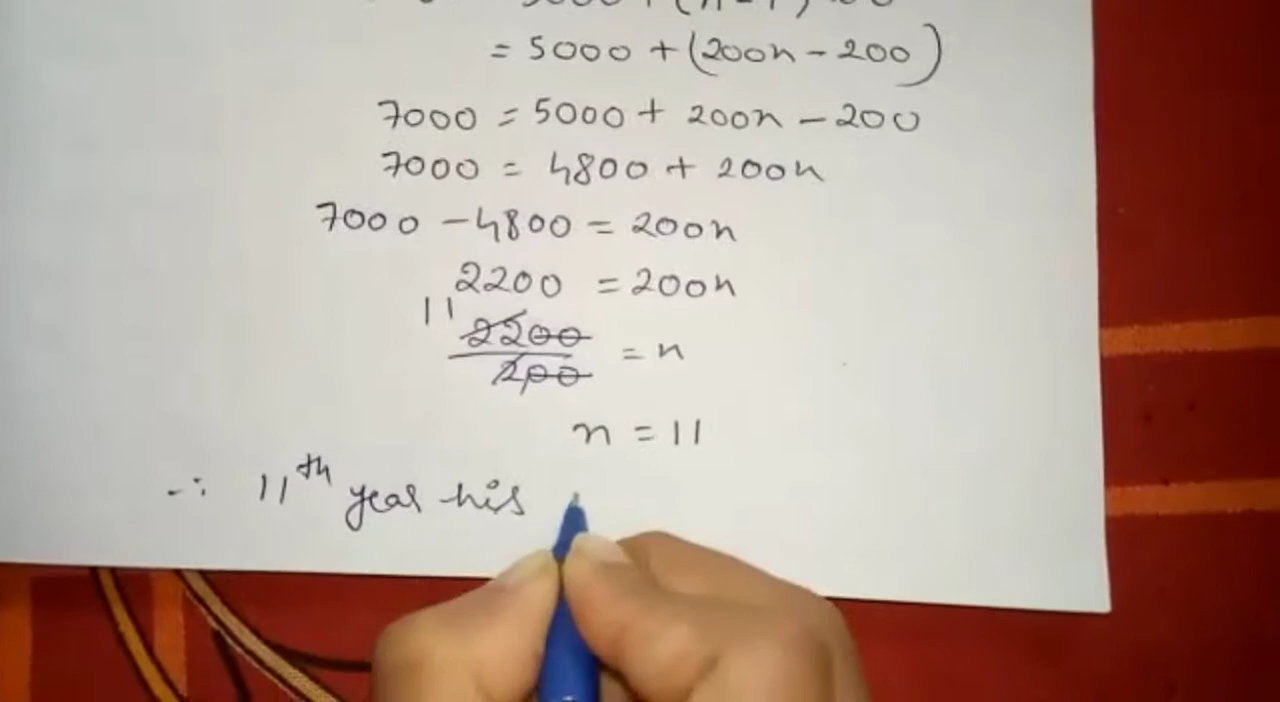 = 5000 + (200n - 200)
7000 = 5000 + 200n - 200
7000 = 4800 + 200n
7000 - 4800 = 200n
2200 = 200n
11
2200
200
= n
n = 11
∴ 11th year his